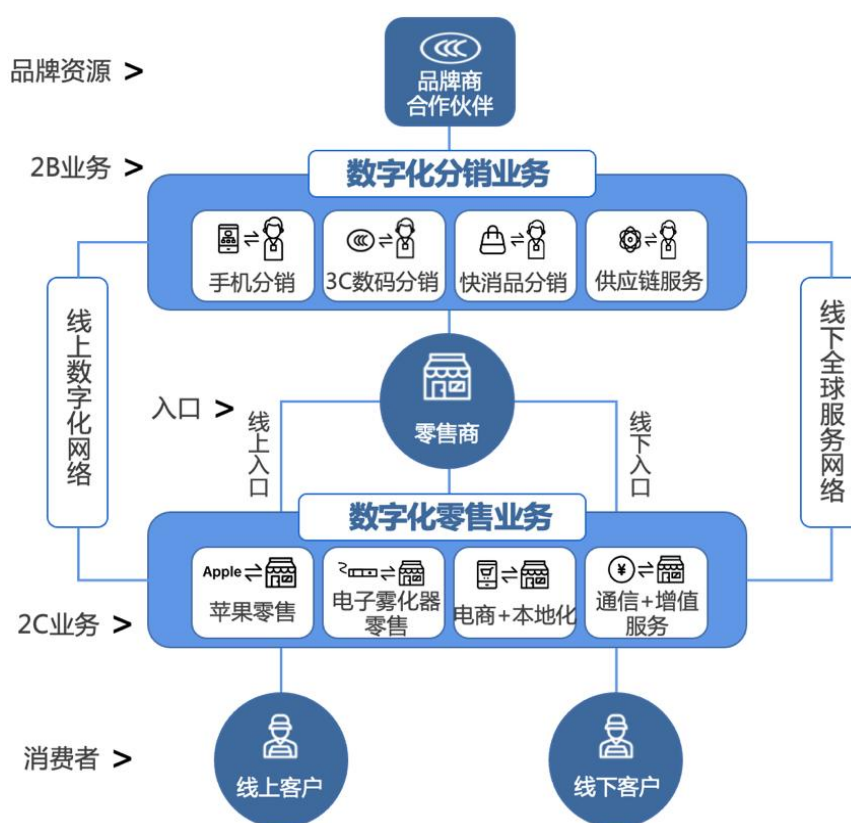 品牌资源 >
品牌商
合作伙伴
2B业务 >
数字化分销业务
手机分销
3C数码分销
快消品分销
供应链服务
线上数字化网络
线下全球服务网络
入口 >
零售商
线上入口
线下入口
数字化零售业务
Apple
苹果零售
电子雾化器
零售
电商+本地化
¥
通信+增值
服务
2C业务 >
消费者 >
线上客户
线下客户